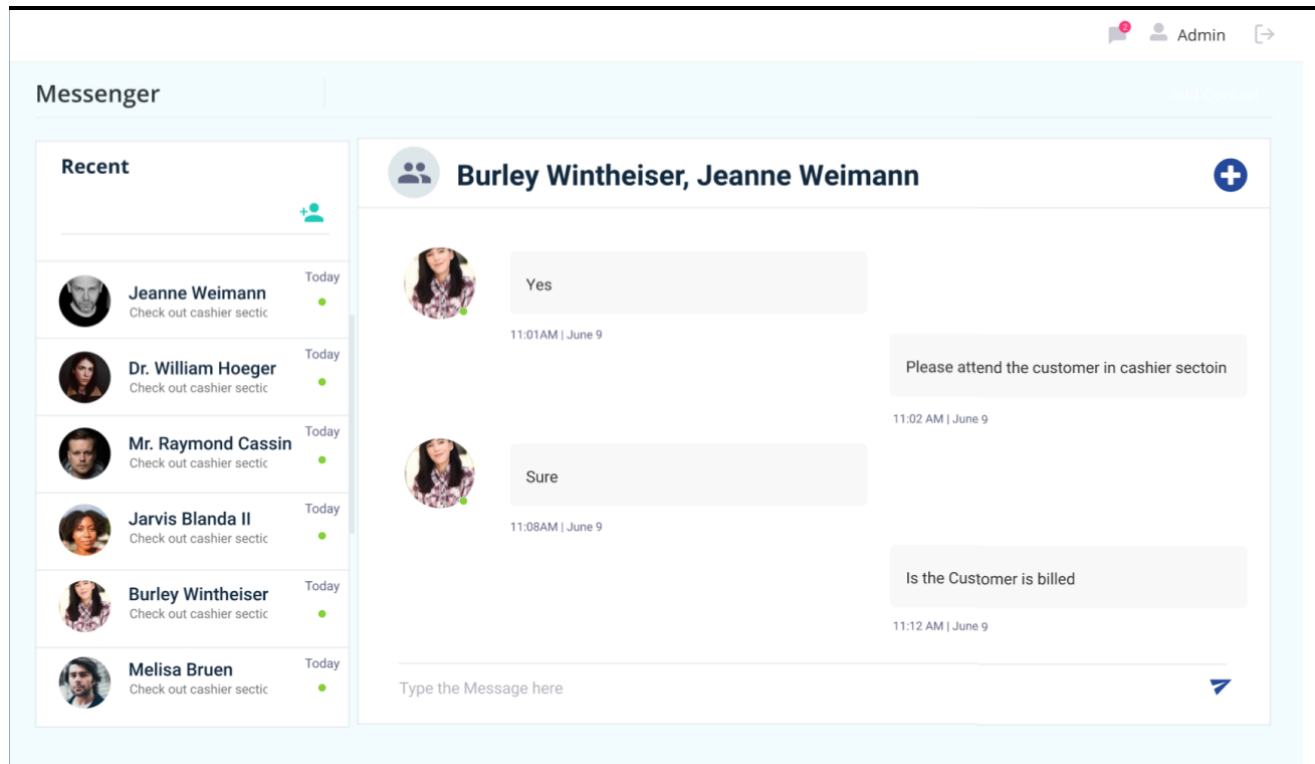 2
Admin
Messenger
Recent
Jeanne Weimann
Today
Check out cashier sectic
Dr. William Hoeger
Today
Check out cashier sectic
Mr. Raymond Cassin
Today
Check out cashier sectic
Jarvis Blanda II
Today
Check out cashier sectic
Burley Wintheiser
Today
Check out cashier sectic
Melisa Bruen
Today
Check out cashier sectic
Burley Wintheiser, Jeanne Weimann
Yes
11:01AM | June 9
Please attend the customer in cashier sectoin
11:02 AM | June 9
Sure
11:08AM | June 9
Is the Customer is billed
11:12 AM | June 9
Type the Message here